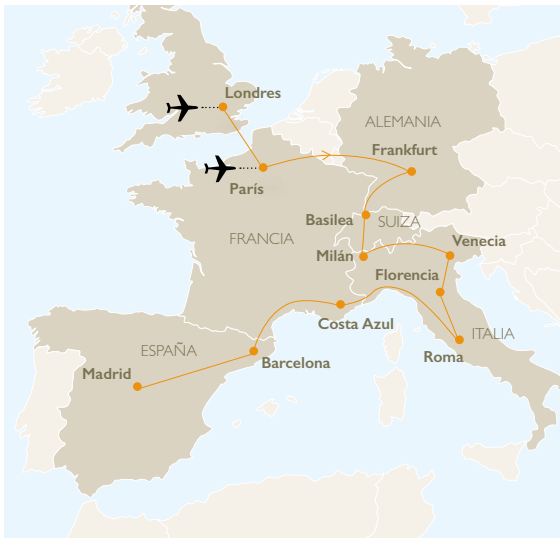 Londres
ALEMANIA
Frankfurt
París
Basilea
SUIZA
FRANCIA
Venecia
Milán
Florencia
Costa Azul
ITALIA
ESPAÑA
Roma
Barcelona
Madrid